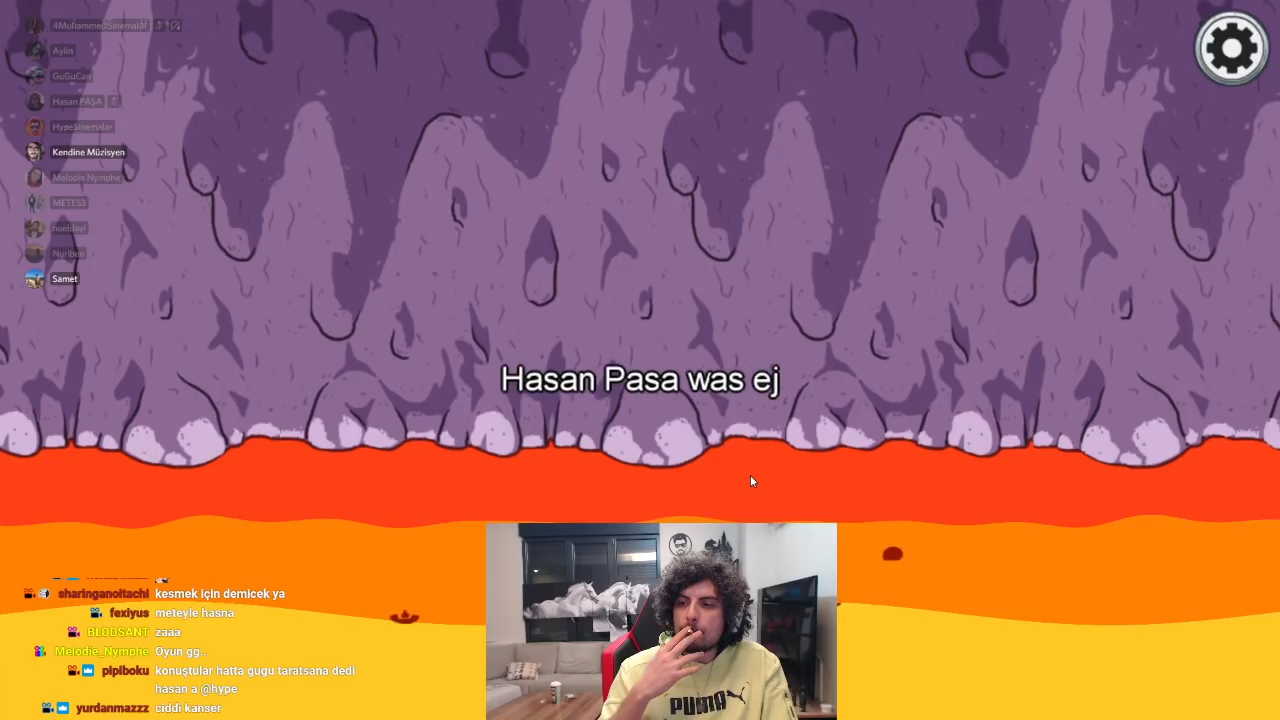 4MuhammedSinemalar
Aylin
GuGuCan
Hasan PAŞA
HypeSinemalar
Kendine Müzisyen
Melodie Nymphe
METE53
hoeldeyi
Nuriben
Samet
Hasan Pasa was ej
sharinganoitachi kesmek için demicek ya
fexiyus meteyle hasna
BLODSANT zaaa
Melodie_Nymphe Oyun gg..
pipiboku konuştular hatta gugu taratsana dedi
hasan a @hype
yurdanmazzz ciddi kanser
PUMA